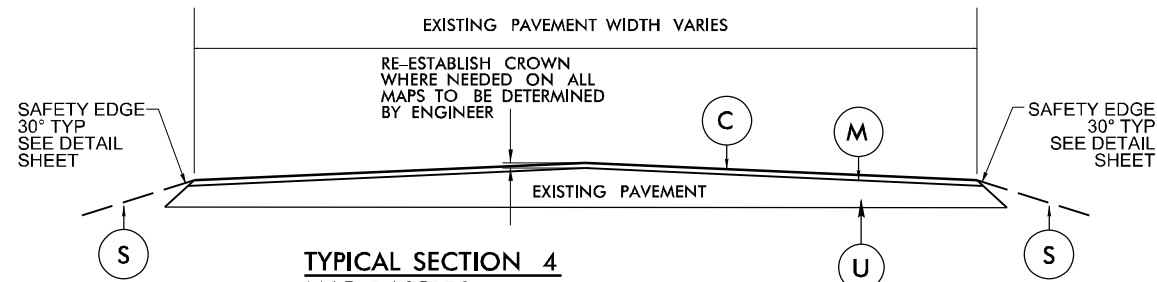 EXISTING PAVEMENT WIDTH VARIES
RE-ESTABLISH CROWN
WHERE NEEDED ON ALL
MAPS TO BE DETERMINED
BY ENGINEER
SAFETY EDGE
30° TYP
SEE DETAIL
SHEET
C
M
SAFETY EDGE
30° TYP
SEE DETAIL
SHEET
EXISTING PAVEMENT
S
U
S
TYPICAL SECTION 4